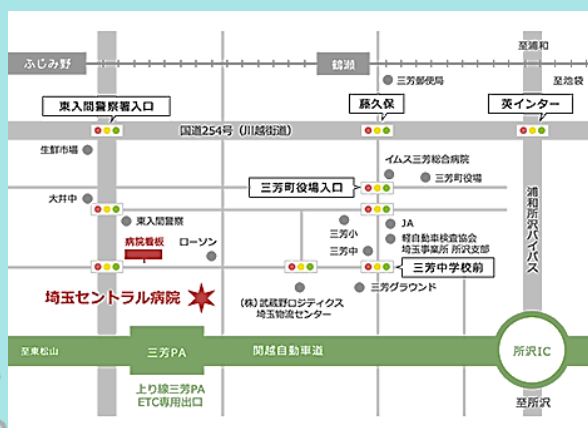 至浦和
ふじみ野
鶴瀬
三芳郵便局
至池袋
東入間警察署入口
藤久保
英インター
国道254号（川越街道）
生鮮市場
イムス三芳総合病院
三芳町役場
三芳町役場入口
大井中
東入間警察
三芳小
JA
病院看板
ローソン
三芳中
軽自動車検査協会
埼玉事業所 所沢支部
浦和所沢バイパス
三芳中学校前
埼玉セントラル病院
(株)武蔵野ロジティクス
埼玉物流センター
三芳グラウンド
至東松山
三芳PA
関越自動車道
所沢IC
上り線三芳PA
ETC専用出口
至所沢